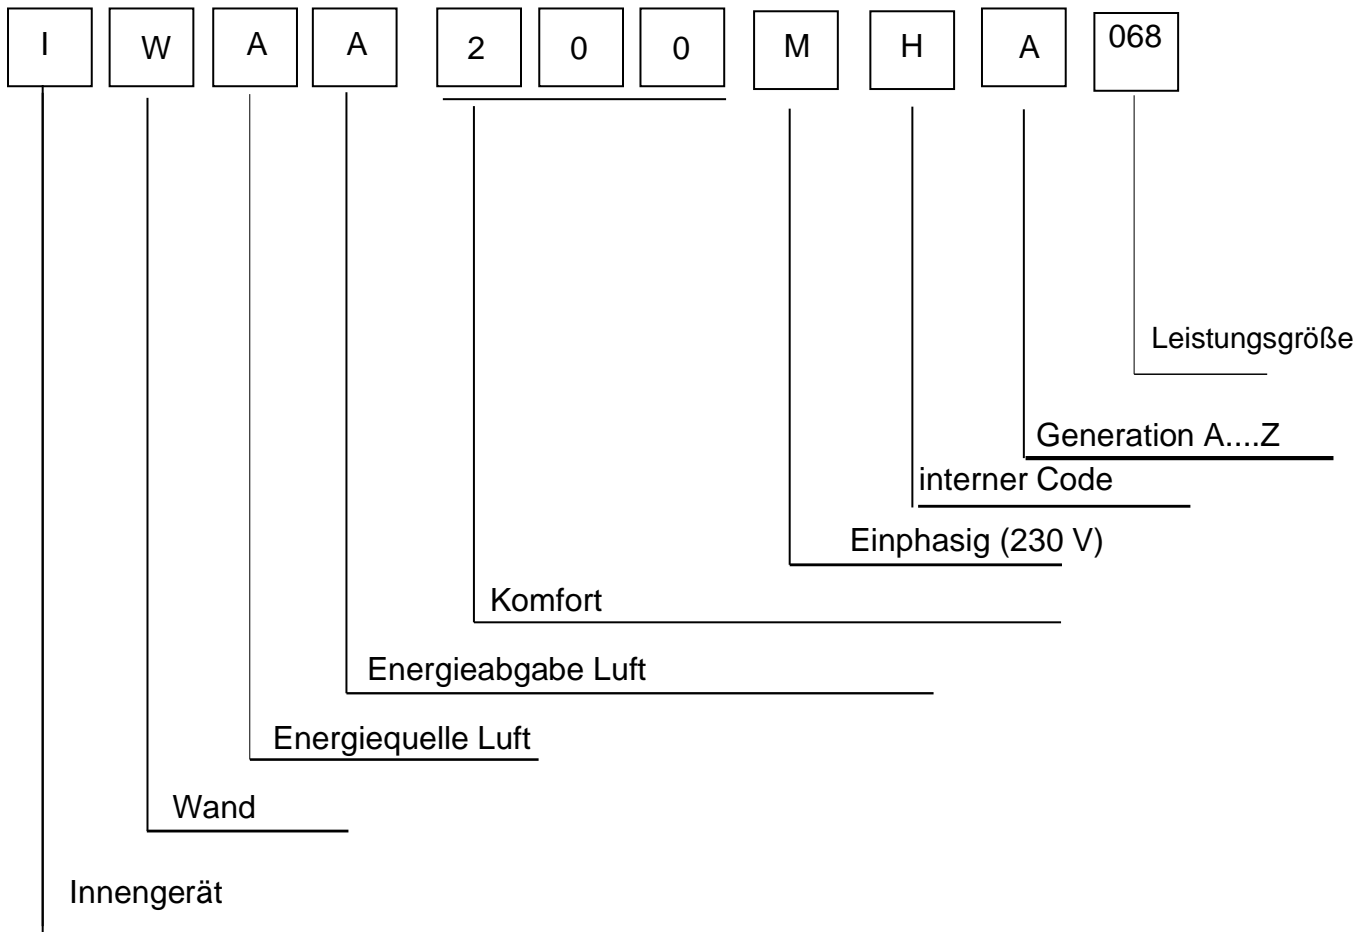 I W A A 2 0 0 M H A 068
Leistungsgröße
Generation A....Z
interner Code
Einphasig (230 V)
Komfort
Energieabgabe Luft
Energiequelle Luft
Wand
Innengerät